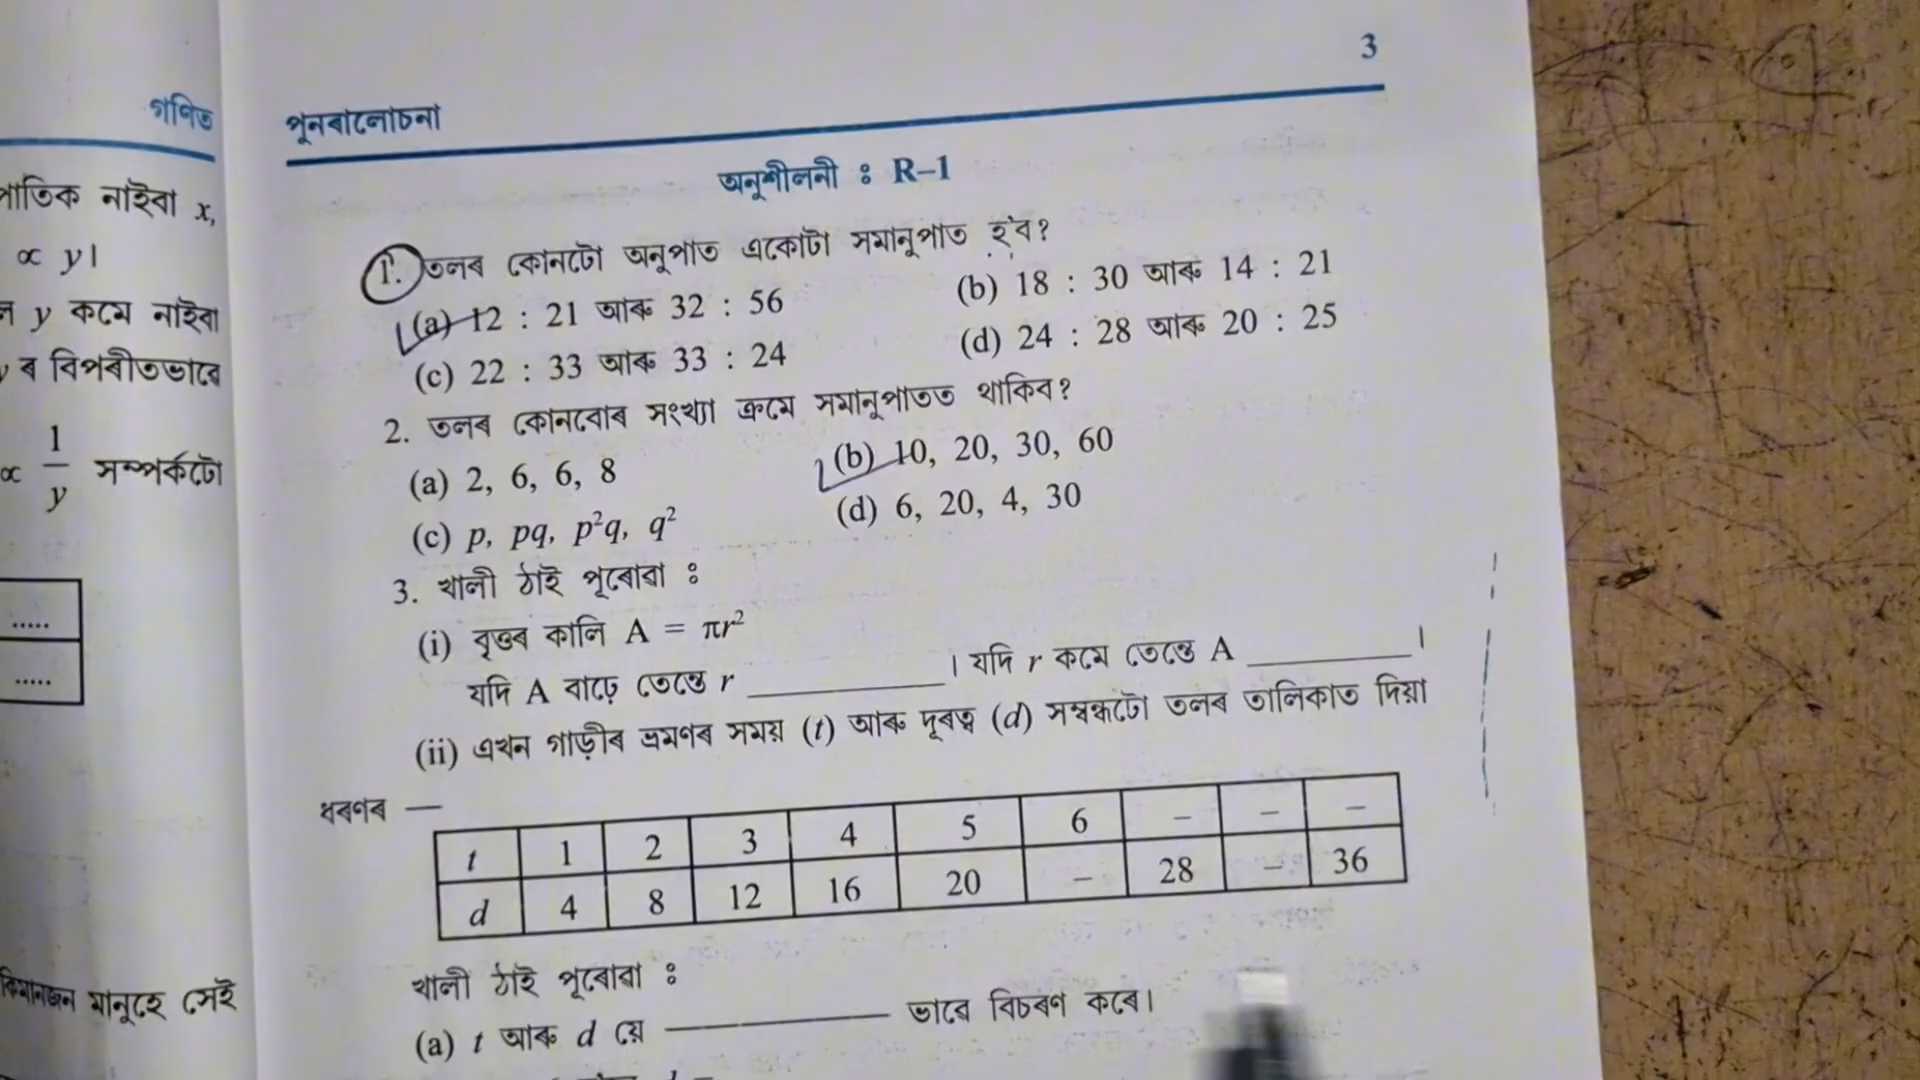 গণিত
পাতিক নাইবা x,
∝ y।
y কমে নাইবা
ৰ বিপৰীতভাবে
∝ 1/y সম্পৰ্কটো
.....
.....
মানুহে সেই
3
পুনৰালোচনা
অনুশীলনী ঃ R–1
1. তলৰ কোনটো অনুপাত একোটা সমানুপাত হ'ব?
(a) 12 : 21 আৰু 32 : 56 (b) 18 : 30 আৰু 14 : 21
(c) 22 : 33 আৰু 33 : 24 (d) 24 : 28 আৰু 20 : 25
2. তলৰ কোনবোৰ সংখ্যা ক্ৰমে সমানুপাতত থাকিব?
(a) 2, 6, 6, 8 (b) 10, 20, 30, 60
(c) p, pq, p²q, q² (d) 6, 20, 4, 30
3. খালী ঠাই পূৰোৱা ঃ
(i) বৃত্তৰ কালি A = πr²
যদি A বাঢ়ে তেন্তে r ________। যদি r কমে তেন্তে A ________।
(ii) এখন গাড়ীৰ ভ্ৰমণৰ সময় (t) আৰু দূৰত্ব (d) সম্বন্ধটো তলৰ তালিকাত দিয়া
ধৰণৰ —
t 1 2 3 4 5 6 – – –
d 4 8 12 16 20 – 28 – 36
খালী ঠাই পূৰোৱা ঃ
(a) t আৰু d য়ে ________ ভাৱে বিচৰণ কৰে।